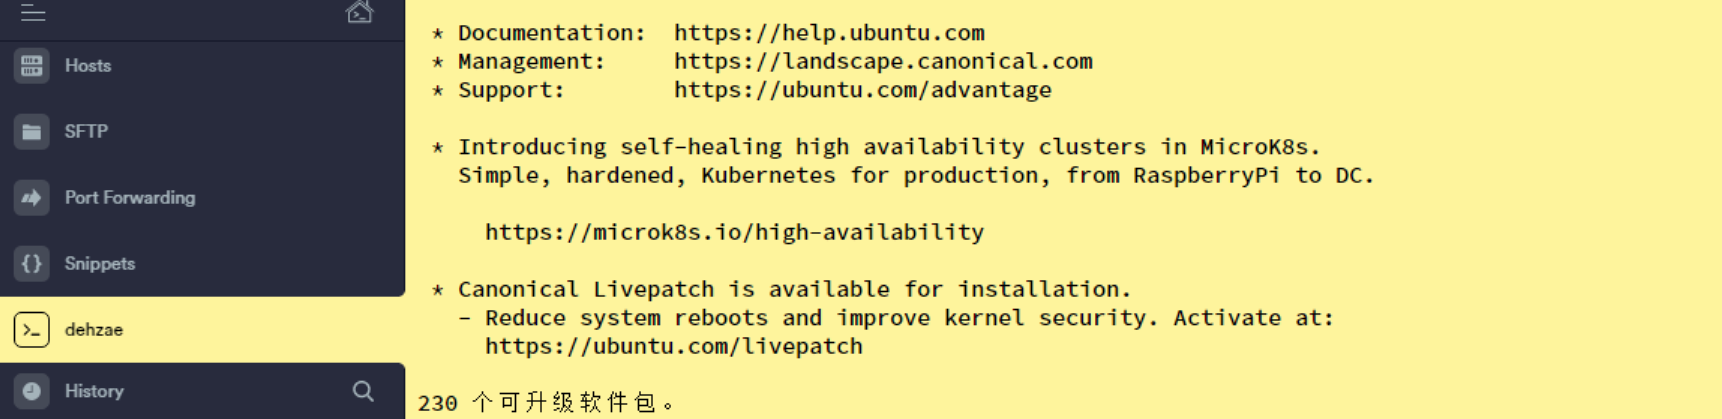 Hosts
SFTP
Port Forwarding
Snippets
dehzae
History
* Documentation:  https://help.ubuntu.com
* Management:     https://landscape.canonical.com
* Support:        https://ubuntu.com/advantage
* Introducing self-healing high availability clusters in MicroK8s.
Simple, hardened, Kubernetes for production, from RaspberryPi to DC.
https://microk8s.io/high-availability
* Canonical Livepatch is available for installation.
- Reduce system reboots and improve kernel security. Activate at:
https://ubuntu.com/livepatch
230 个可升级软件包。